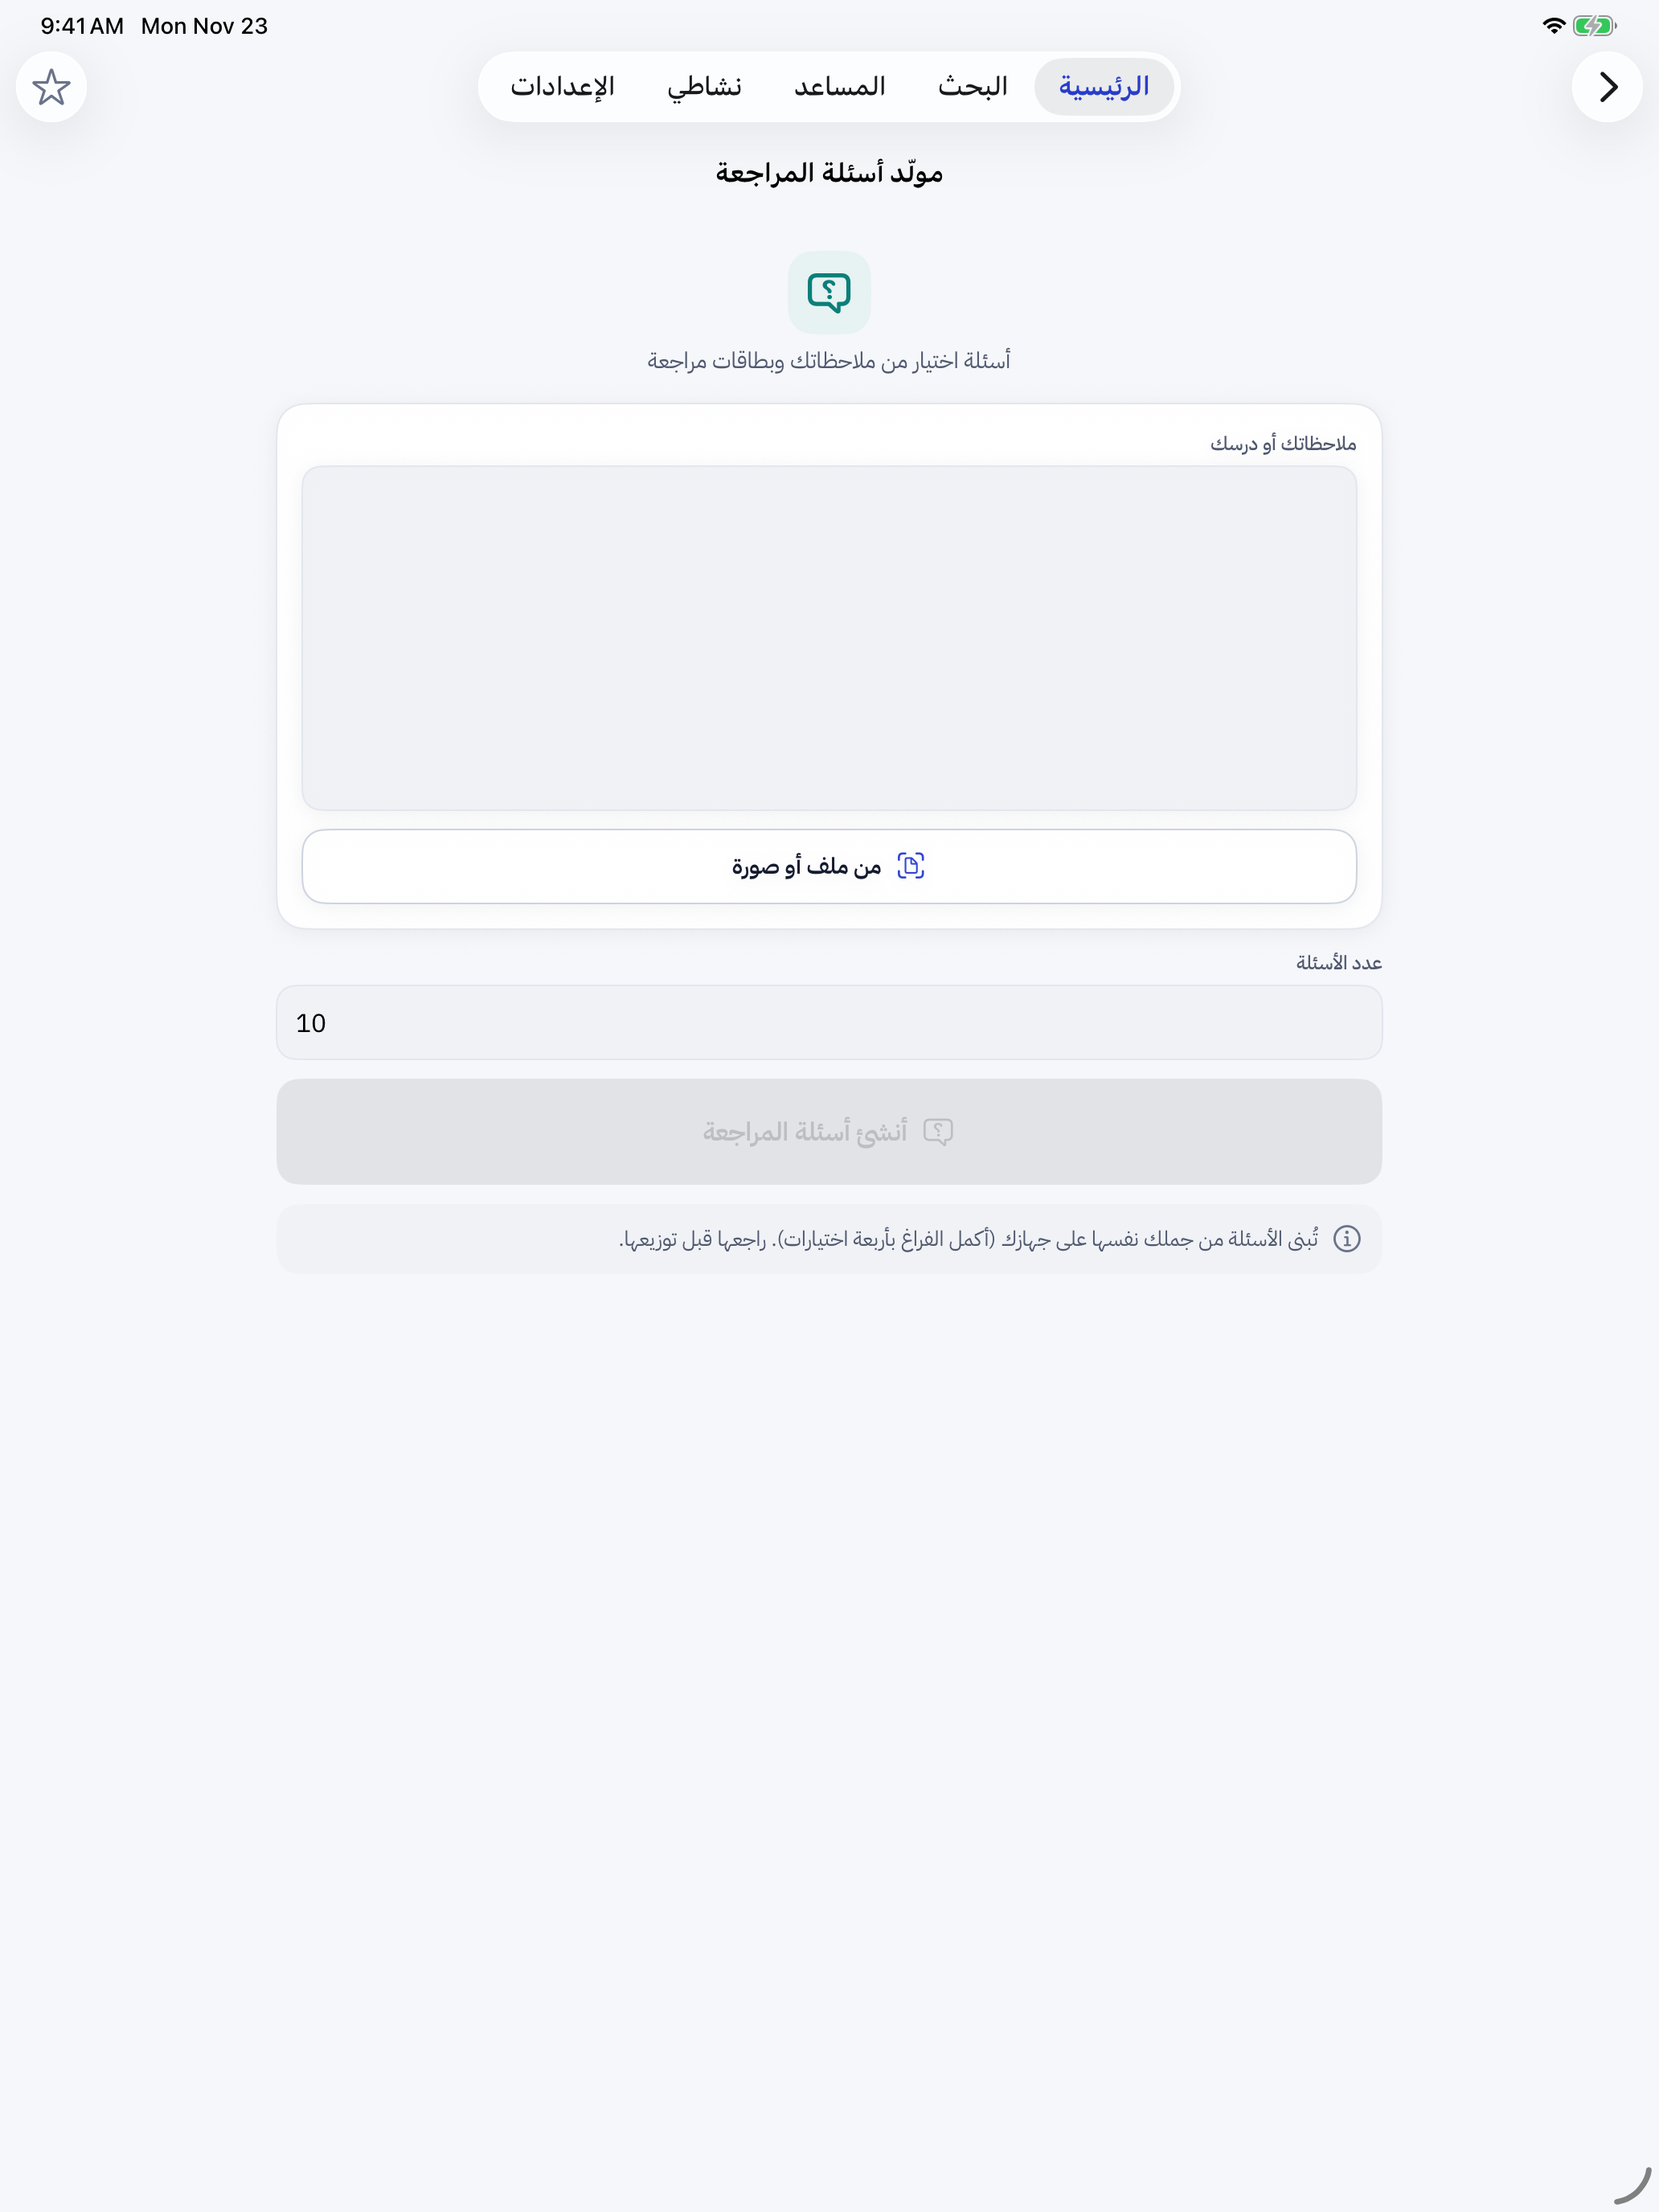 9:41 AM Mon Nov 23
الرئيسية البحث المساعد نشاطي الإعدادات
مولّد أسئلة المراجعة
أسئلة اختيار من ملاحظاتك وبطاقات مراجعة
ملاحظاتك أو درسك
من ملف أو صورة
عدد الأسئلة
10
أنشئ أسئلة المراجعة
تُبنى الأسئلة من جملك نفسها على جهازك (أكمل الفراغ بأربعة اختيارات). راجعها قبل توزيعها.